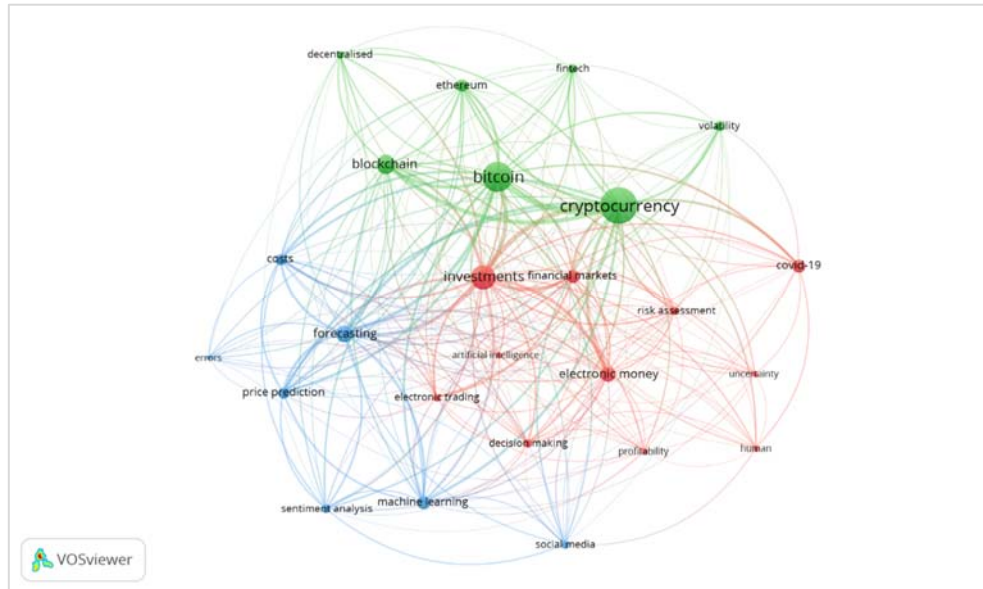 decentralised
fintech
ethereum
volatility
blockchain
bitcoin
cryptocurrency
costs
covid-19
investments
financial markets
risk assessment
forecasting
errors
artificial intelligence
electronic money
uncertainty
price prediction
electronic trading
decision making
profitability
human
machine learning
sentiment analysis
social media
VOSviewer